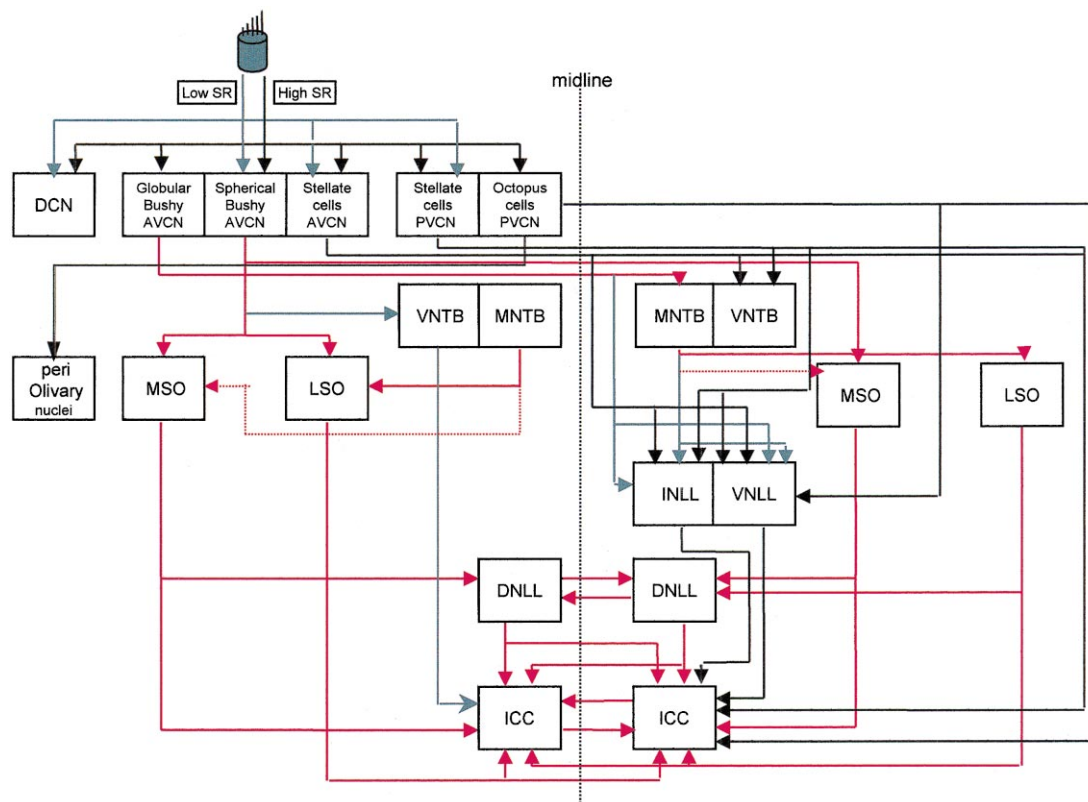 midline
Low SR
High SR
DCN
Globular
Bushy
AVCN
Spherical
Bushy
AVCN
Stellate
cells
AVCN
Stellate
cells
PVCN
Octopus
cells
PVCN
VNTB
MNTB
MNTB
VNTB
peri
Olivary
nuclei
MSO
LSO
MSO
LSO
INLL
VNLL
DNLL
DNLL
ICC
ICC